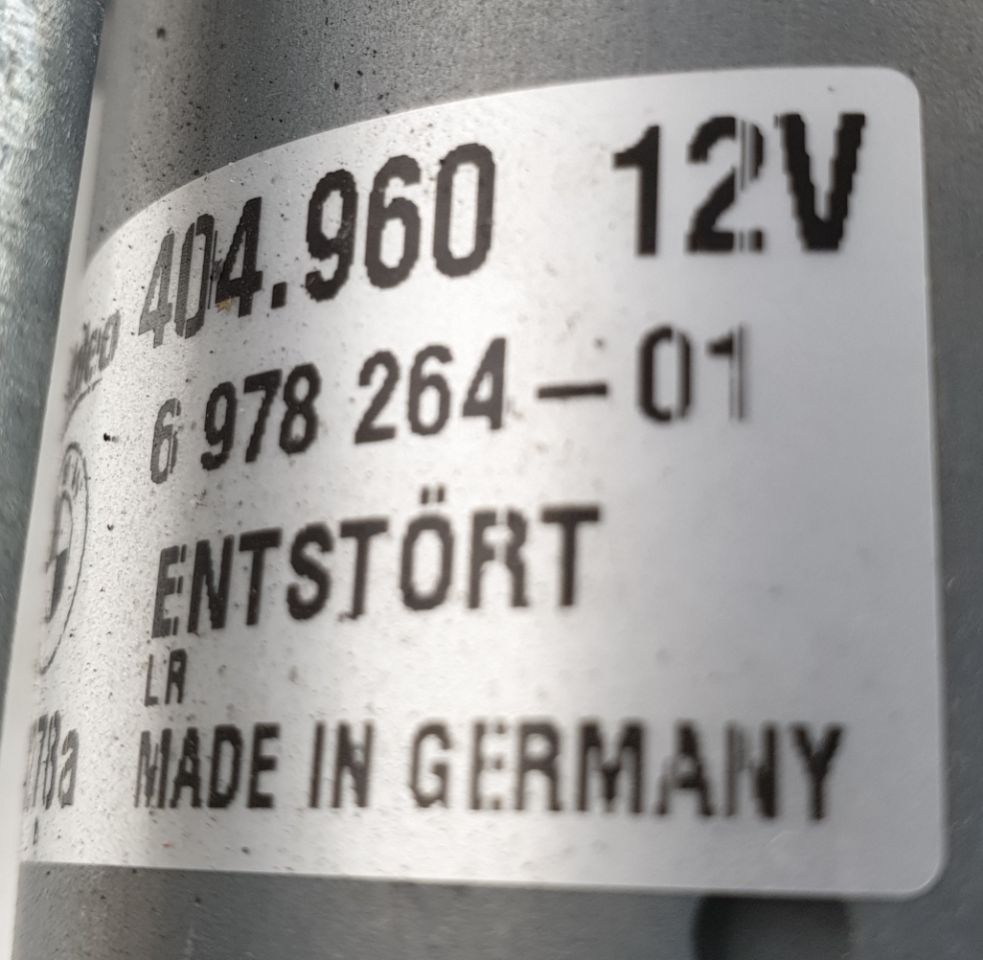 404.960 12V
6 978 264-01
ENTSTÖRT
LR
MADE IN GERMANY